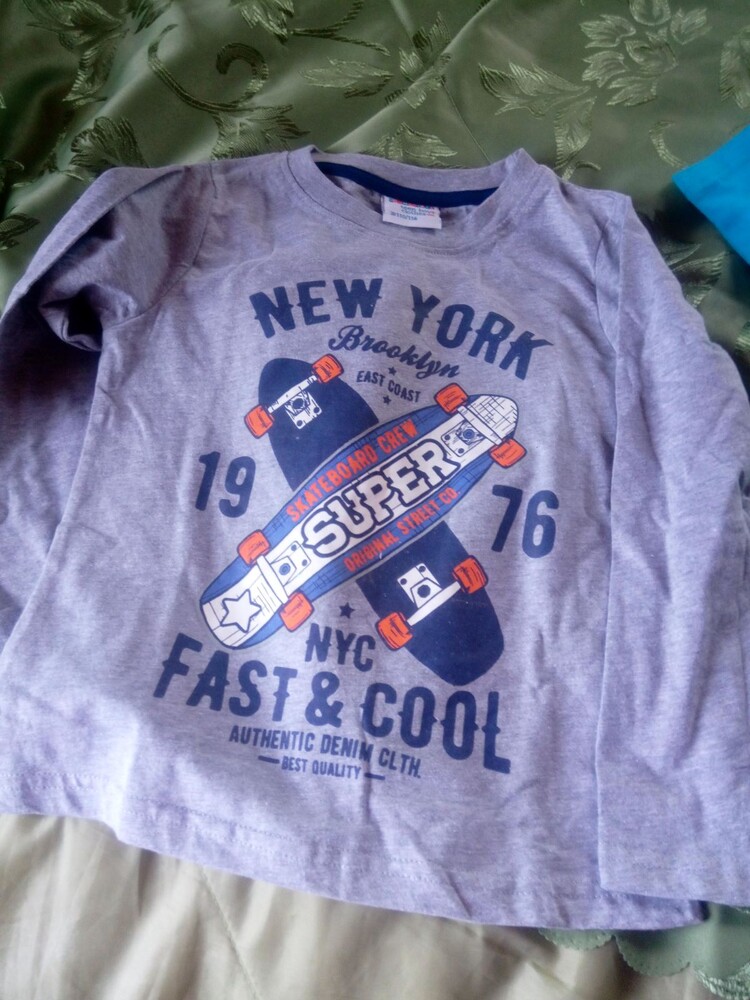 NEW YORK
Brooklyn
EAST COAST
19
76
SKATEBOARD CREW
SUPER
ORIGINAL STREET CO.
NYC
FAST & COOL
AUTHENTIC DENIM CLTH.
BEST QUALITY